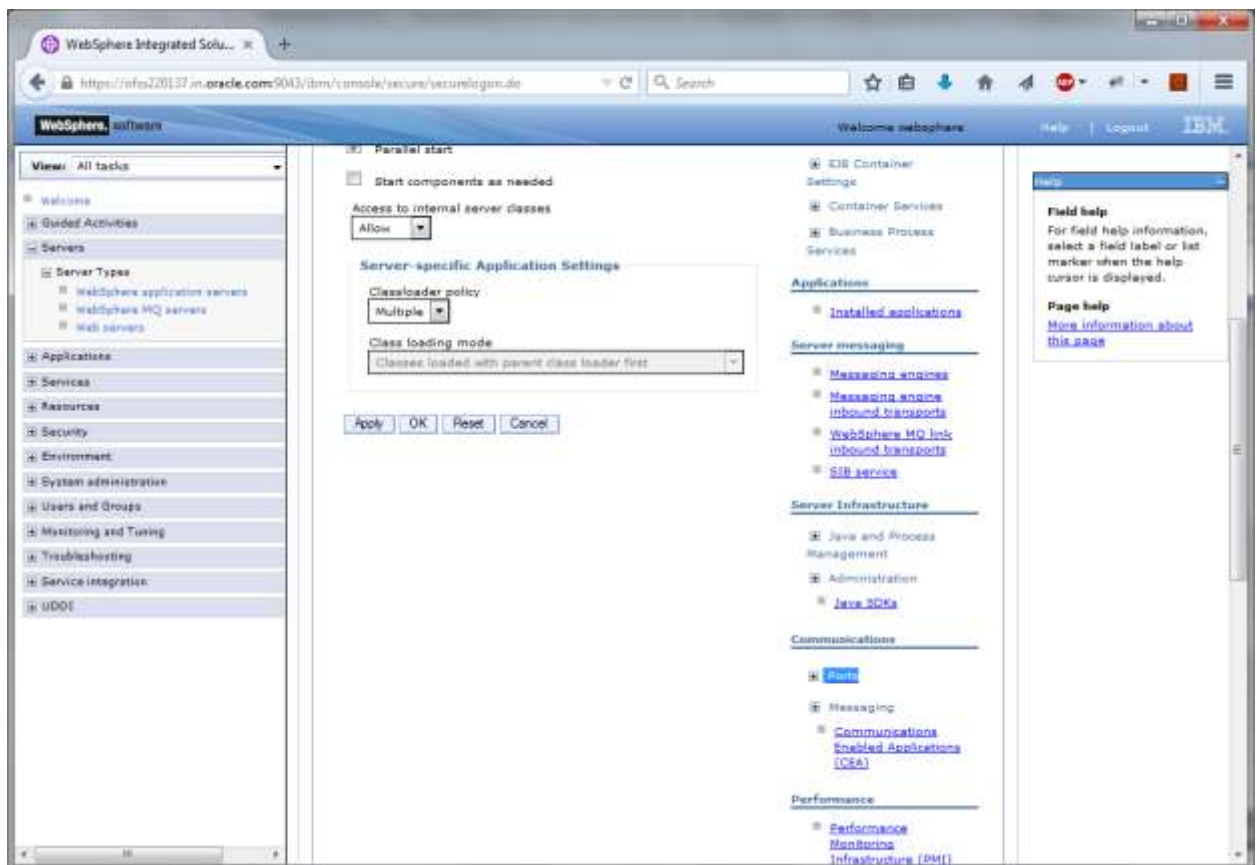 WebSphere Integrated Solu...
https://ofss220137.in.oracle.com:9043/ibm/console/secure/securelogon.do
Search
WebSphere. software
Welcome websphere
Help | Logout
IBM.
View: All tasks
Welcome
Guided Activities
Servers
Server Types
WebSphere application servers
WebSphere MQ servers
Web servers
Applications
Services
Resources
Security
Environment
System administration
Users and Groups
Monitoring and Tuning
Troubleshooting
Service integration
UDDI
Parallel start
Start components as needed
Access to internal server classes
Allow
Server-specific Application Settings
Classloader policy
Multiple
Class loading mode
Classes loaded with parent class loader first
Apply OK Reset Cancel
EJB Container
Settings
Container Services
Business Process
Services
Applications
Installed applications
Server messaging
Messaging engines
Messaging engine
inbound transports
WebSphere MQ link
inbound transports
SIB service
Server Infrastructure
Java and Process
Management
Administration
Java SDKs
Communications
Ports
Messaging
Communications
Enabled Applications
(CEA)
Performance
Performance
Monitoring
Infrastructure (PMI)
Help
Field help
For field help information,
select a field label or list
marker when the help
cursor is displayed.
Page help
More information about
this page